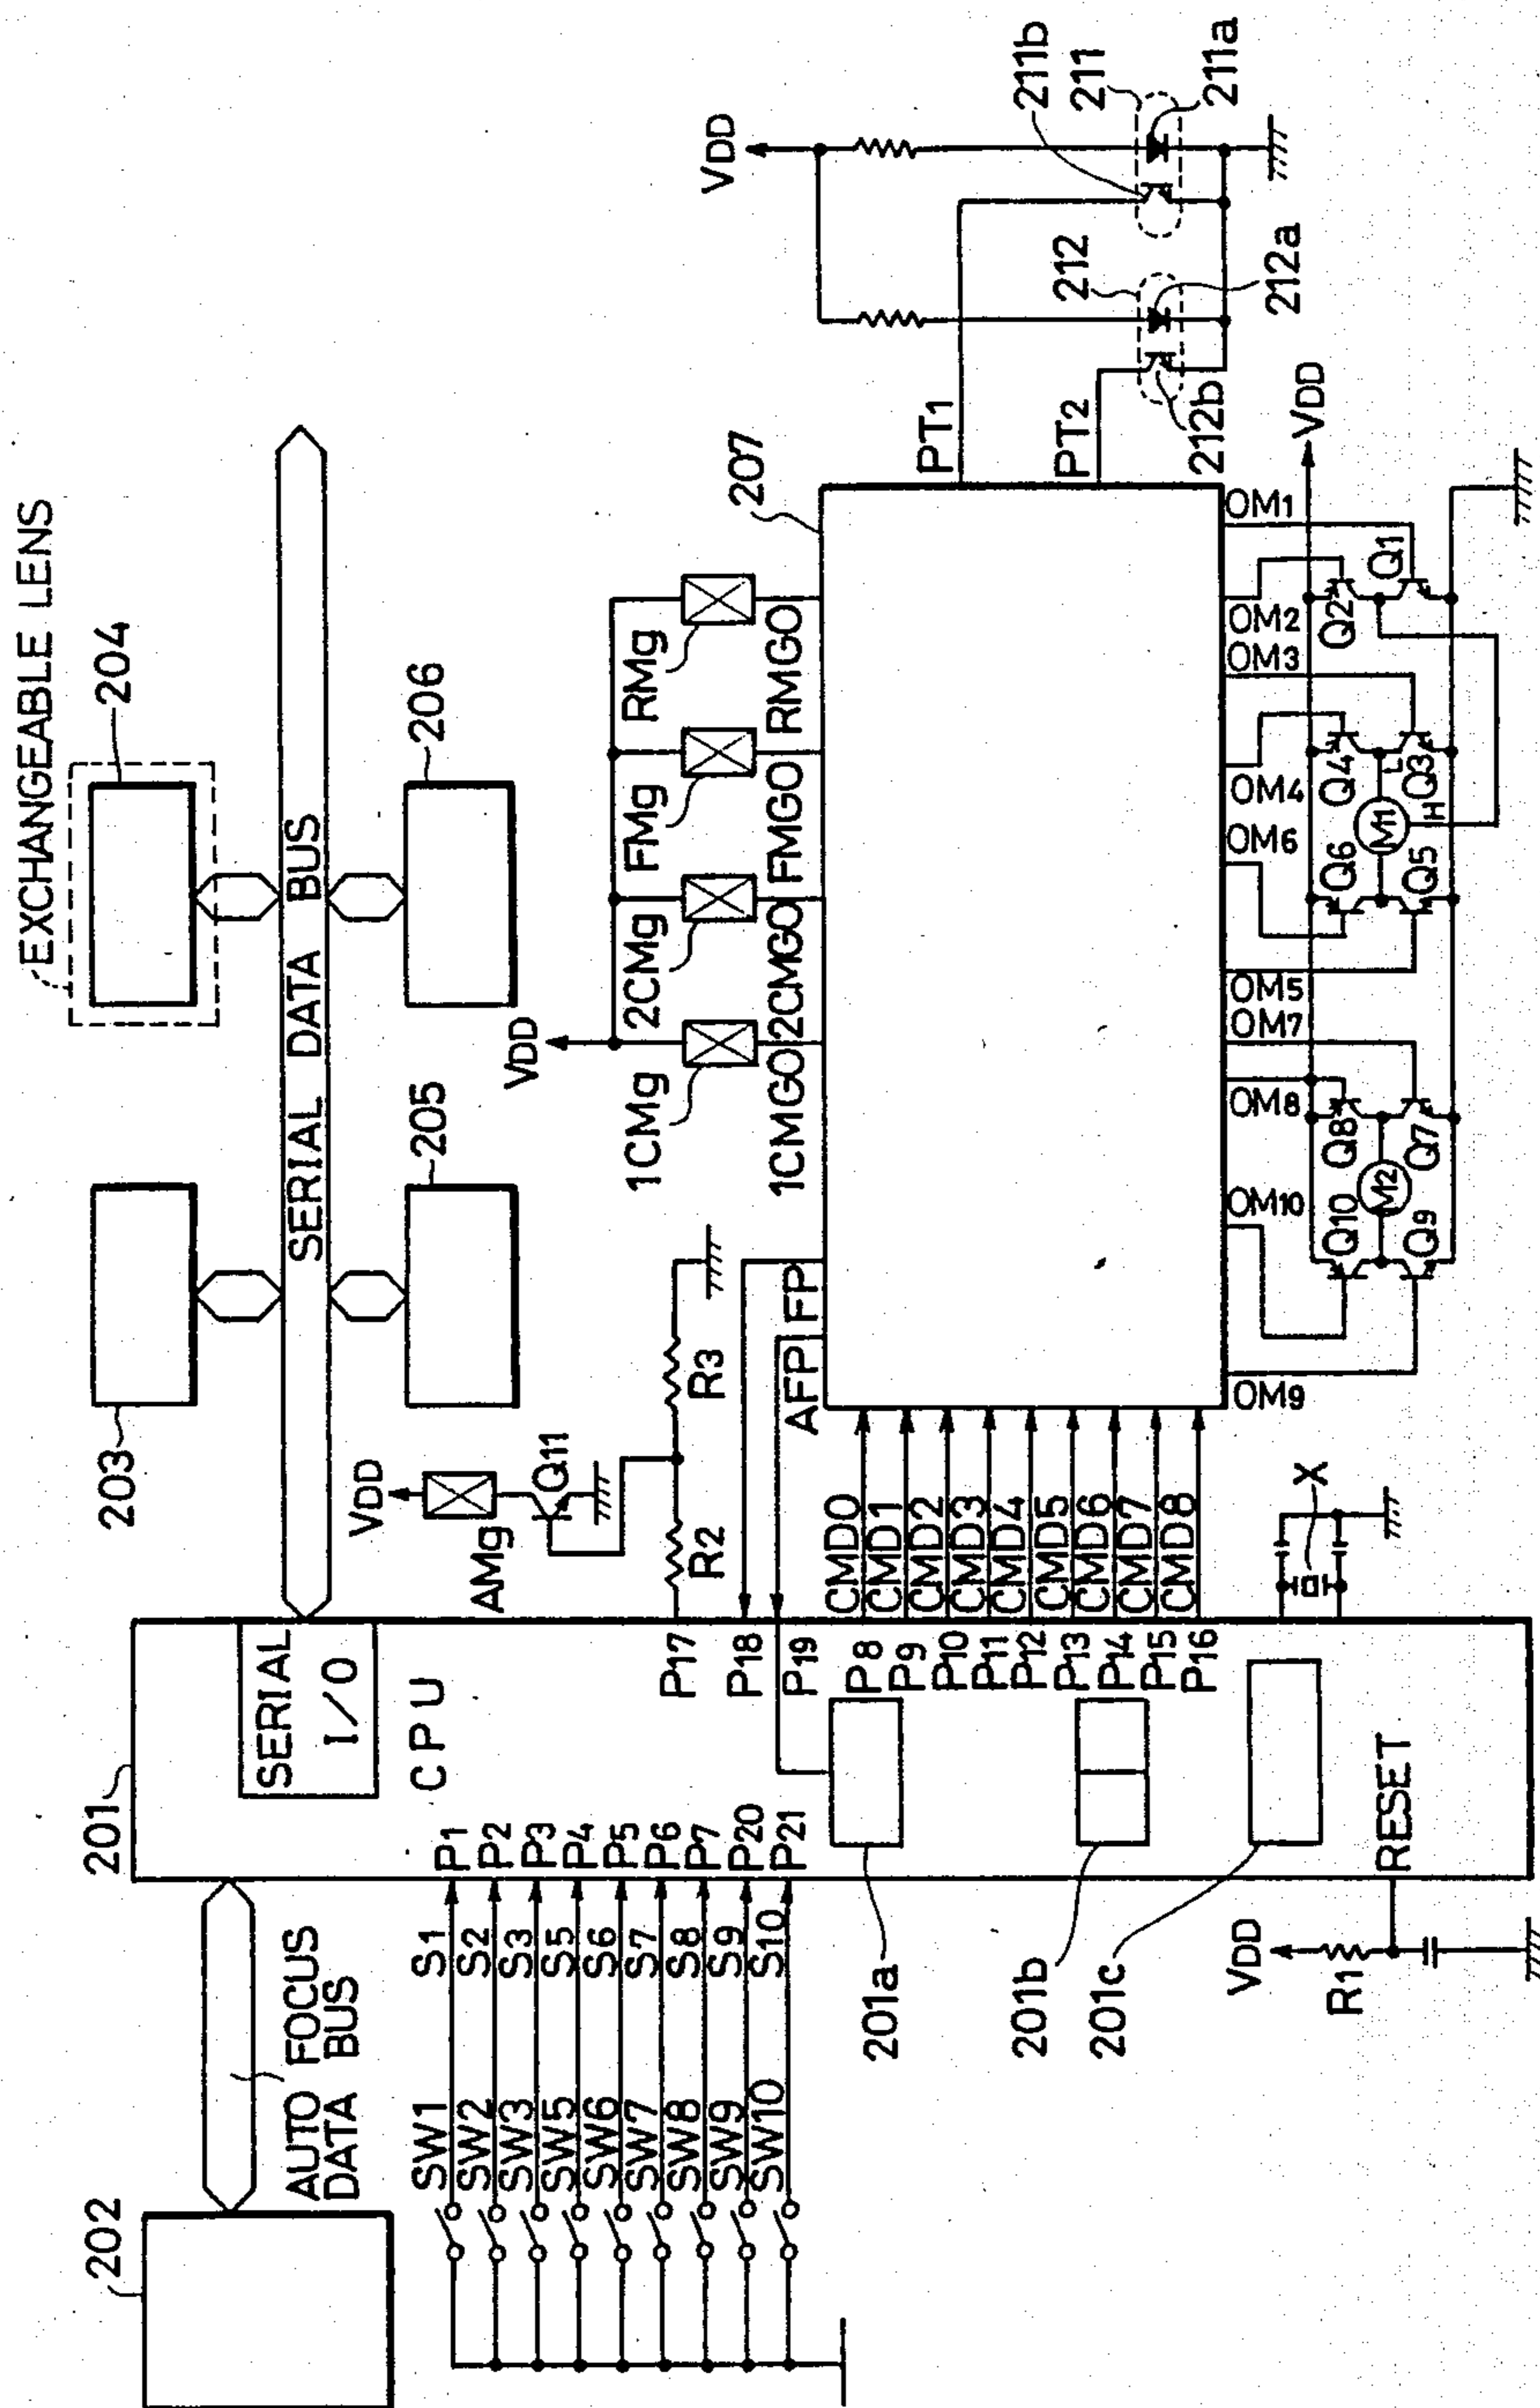 EXCHANGEABLE LENS
204
203
SERIAL DATA BUS
205
206
201
SERIAL
I/O
CPU
202
AUTO FOCUS
DATA BUS
VDD
AMg
Q11
R2
R3
VDD
1CMg
2CMg
FMg
RMg
1CMGO
2CMGO
FMGO
RMGO
207
AFP
FP
P17
P18
P19
SW1
S1
P1
SW2
S2
P2
SW3
S3
P3
SW5
S5
P4
SW6
S6
P5
SW7
S7
P6
SW8
S8
P7
SW9
S9
P20
SW10
S10
P21
P8
CMD0
P9
CMD1
P10
CMD2
P11
CMD3
P12
CMD4
P13
CMD5
P14
CMD6
P15
CMD7
P16
CMD8
201a
201b
201c
RESET
VDD
R1
X
PT1
PT2
VDD
211b
211
211a
212
212a
212b
OM9
OM10
OM8
OM7
OM5
OM6
OM4
OM3
OM2
OM1
VDD
Q10
Q8
Q6
Q4
Q2
Q1
M2
M1
L
H
Q9
Q7
Q5
Q3